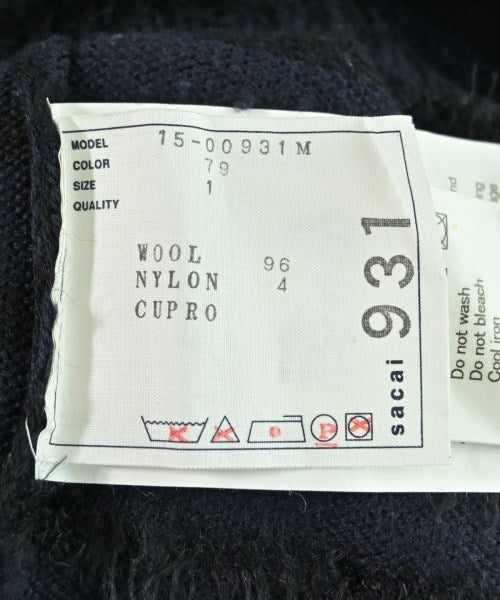 MODEL 15-00931M
COLOR 79
SIZE 1
QUALITY
WOOL 96
NYLON 4
CUPRO
P
sacai 931
Do not wash
Do not bleach
Cool iron